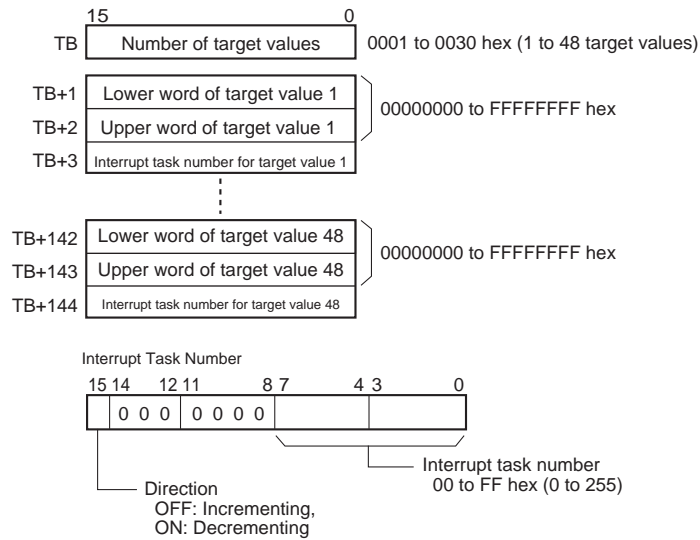 15 0
TB Number of target values 0001 to 0030 hex (1 to 48 target values)
TB+1 Lower word of target value 1
00000000 to FFFFFFFF hex
TB+2 Upper word of target value 1
TB+3 Interrupt task number for target value 1
TB+142 Lower word of target value 48
00000000 to FFFFFFFF hex
TB+143 Upper word of target value 48
TB+144 Interrupt task number for target value 48
Interrupt Task Number
15 14 12 11 8 7 4 3 0
0 0 0 0 0 0 0
Interrupt task number
00 to FF hex (0 to 255)
Direction
OFF: Incrementing,
ON: Decrementing